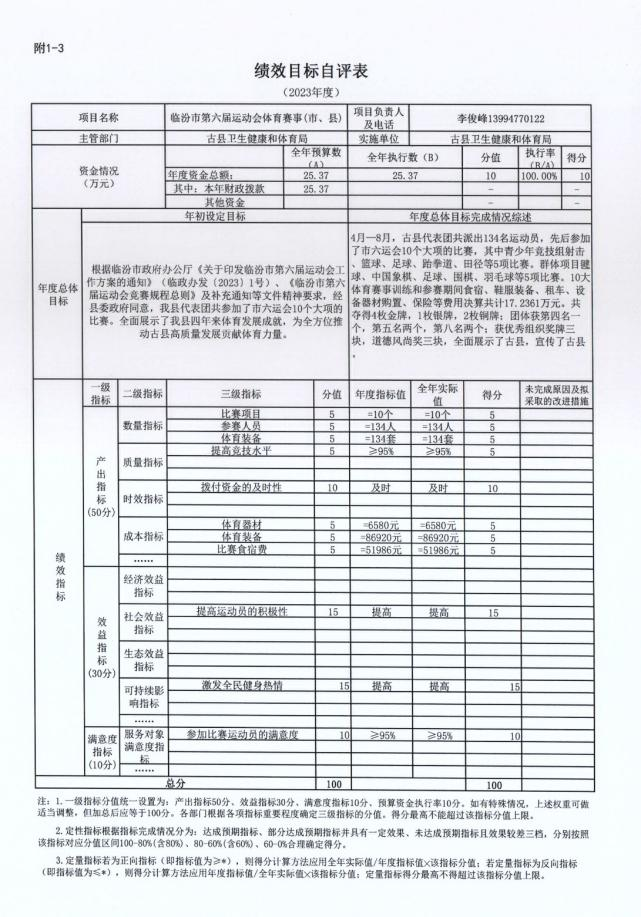 附1-3
绩效目标自评表
（2023年度）
项目名称 临汾市第六届运动会体育赛事(市、县) 项目负责人及电话 李俊峰13994770122
主管部门 古县卫生健康和体育局 实施单位 古县卫生健康和体育局
资金情况（万元） 全年预算数（A） 全年执行数（B） 分值 执行率(B/A) 得分
年度资金总额： 25.37 25.37 10 100.00% 10
其中：本年财政拨款 25.37 - -
其他资金 - -
年度总体目标 年初设定目标 年度总体目标完成情况综述
根据临汾市政府办公厅《关于印发临汾市第六届运动会工
作方案的通知》（临政办发〔2023〕1号）、《临汾市第六
届运动会竞赛规程总则》及补充通知等文件精神要求，经
县委政府同意，我县代表团共参加了市六运会10个大项的
比赛。全面展示了我县四年来体育发展成就，为全方位推
动古县高质量发展贡献体育力量。
4月—8月，古县代表团共派出134名运动员，先后参加
了市六运会10个大项的比赛，其中青少年竞技组射击
、篮球、足球、跆拳道、田径等5项比赛。群体项目毽
球、中国象棋、足球、围棋、羽毛球等5项比赛。10大
体育赛事训练和参赛期间食宿、鞋服装备、租车、设
备器材购置、保险等费用决算共计17.2361万元。共
夺得4枚金牌，1枚银牌，2枚铜牌；团体获第四名一
个，第五名两个，第八名两个；获优秀组织奖牌三
块，道德风尚奖三块，全面展示了古县，宣传了古县
。
绩效指标 一级指标 二级指标 三级指标 分值 年度指标值 全年实际值 得分 未完成原因及拟采取的改进措施
产出指标(50分) 数量指标 比赛项目 5 =10个 =10个 5
参赛人员 5 =134人 =134人 5
体育装备 5 =134套 =134套 5
质量指标 提高竞技水平 5 ≥95% ≥95% 5
时效指标 拨付资金的及时性 10 及时 及时 10
成本指标 体育器材 5 =6580元 =6580元 5
体育装备 5 =86920元 =86920元 5
比赛食宿费 5 =51986元 =51986元 5
……
效益指标(30分) 经济效益指标
社会效益指标 提高运动员的积极性 15 提高 提高 15
生态效益指标
可持续影响指标 激发全民健身热情 15 提高 提高 15
……
满意度指标(10分) 服务对象满意度指标 参加比赛运动员的满意度 10 ≥95% ≥95% 10
……
总分 100 100
注：1.一级指标分值统一设置为：产出指标50分、效益指标30分、满意度指标10分、预算资金执行率10分。如有特殊情况，上述权重可做
适当调整，但加总后应等于100分。各部门根据各项指标重要程度确定三级指标的分值。得分最高不能超过该指标分值上限。
2.定性指标根据指标完成情况分为：达成预期指标、部分达成预期指标并具有一定效果、未达成预期指标且效果较差三档，分别按照
该指标对应分值区间100-80%(含80%)、80-60%(含60%)、60-0%合理确定得分。
3.定量指标若为正向指标（即指标值为≥*），则得分计算方法应用全年实际值/年度指标值×该指标分值；若定量指标为反向指标
（即指标值为≤*），则得分计算方法应用年度指标值/全年实际值×该指标分值；定量指标得分最高不得超过该指标分值上限。